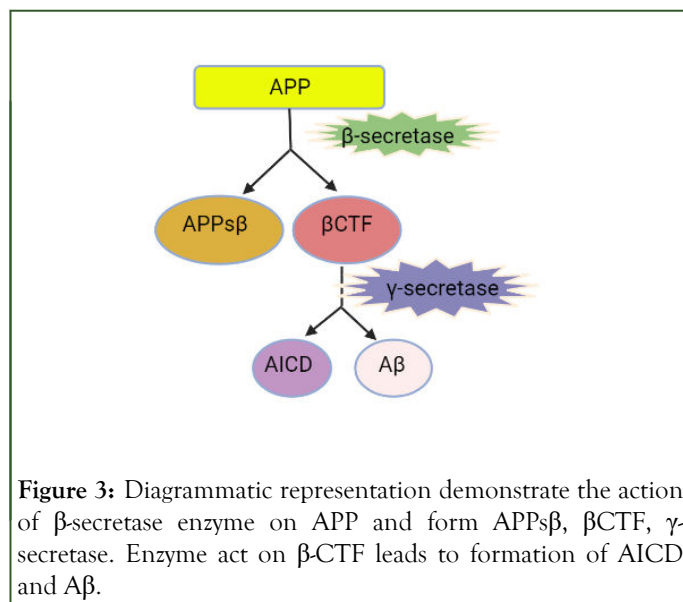 APP
β-secretase
APPsβ
βCTF
γ-secretase
AICD
Aβ
Figure 3: Diagrammatic representation demonstrate the action
of β-secretase enzyme on APP and form APPsβ, βCTF, γ-
secretase. Enzyme act on β-CTF leads to formation of AICD
and Aβ.